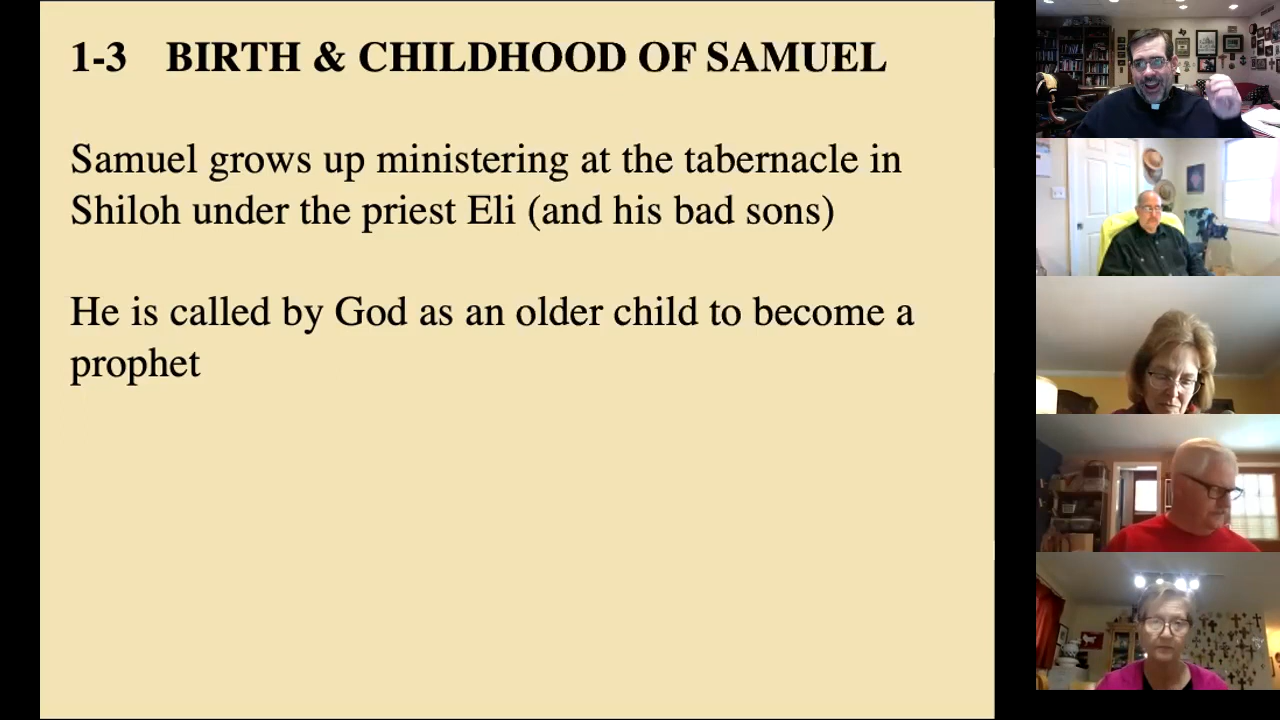 1-3 BIRTH & CHILDHOOD OF SAMUEL
Samuel grows up ministering at the tabernacle in
Shiloh under the priest Eli (and his bad sons)
He is called by God as an older child to become a
prophet